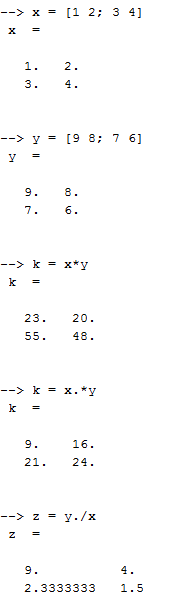 --> x = [1 2; 3 4]
x =
1. 2.
3. 4.
--> y = [9 8; 7 6]
y =
9. 8.
7. 6.
--> k = x*y
k =
23. 20.
55. 48.
--> k = x.*y
k =
9. 16.
21. 24.
--> z = y./x
z =
9. 4.
2.3333333 1.5